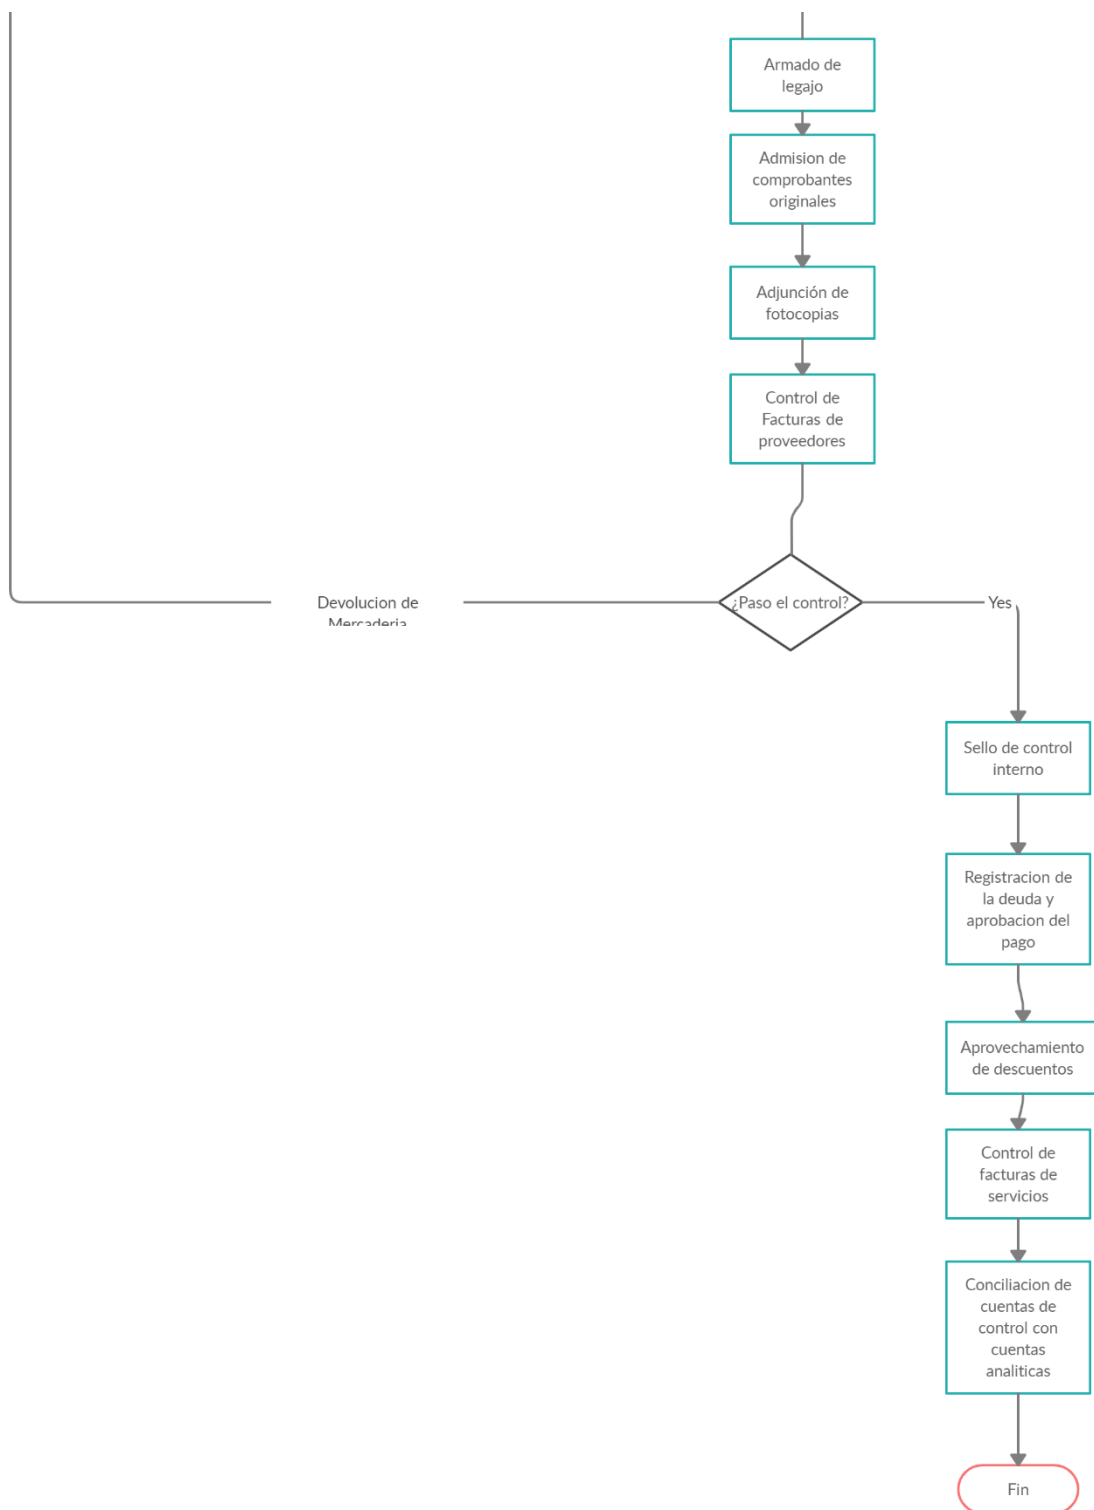 Armado de
legajo
Admision de
comprobantes
originales
Adjunción de
fotocopias
Control de
Facturas de
proveedores
¿Paso el control?
Devolucion de
Mercaderia
Yes
Sello de control
interno
Registracion de
la deuda y
aprobacion del
pago
Aprovechamiento
de descuentos
Control de
facturas de
servicios
Conciliacion de
cuentas de
control con
cuentas
analiticas
Fin